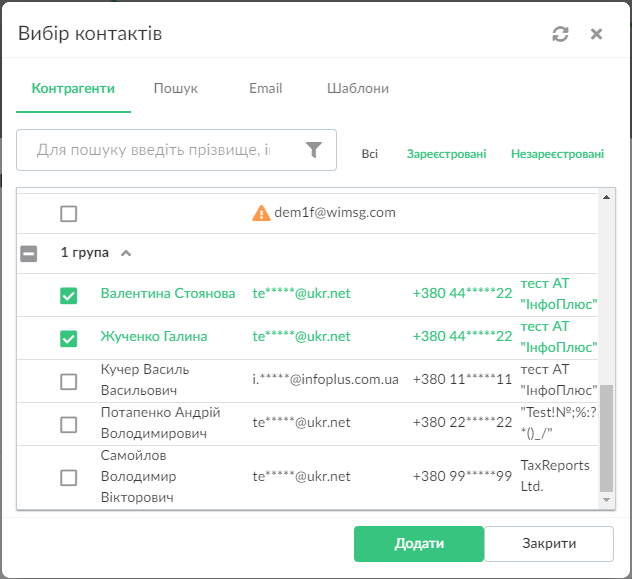 Вибір контактів
Контрагенти Пошук Email Шаблони
Для пошуку введіть прізвище, і Всі Зареєстровані Незареєстровані
dem1f@wimsg.com
1 група
Валентина Стоянова te*****@ukr.net +380 44*****22 тест АТ
"ІнфоПлюс"
Жученко Галина te*****@ukr.net +380 44*****22 тест АТ
"ІнфоПлюс"
Кучер Василь
Васильович i.*****@infoplus.com.ua +380 11*****11 тест АТ
"ІнфоПлюс"
Потапенко Андрій
Володимирович te*****@ukr.net +380 22*****22 "Test!№;%:?
*()_/"
Самойлов
Володимир
Вікторович te*****@ukr.net +380 99*****99 TaxReports
Ltd.
Додати Закрити